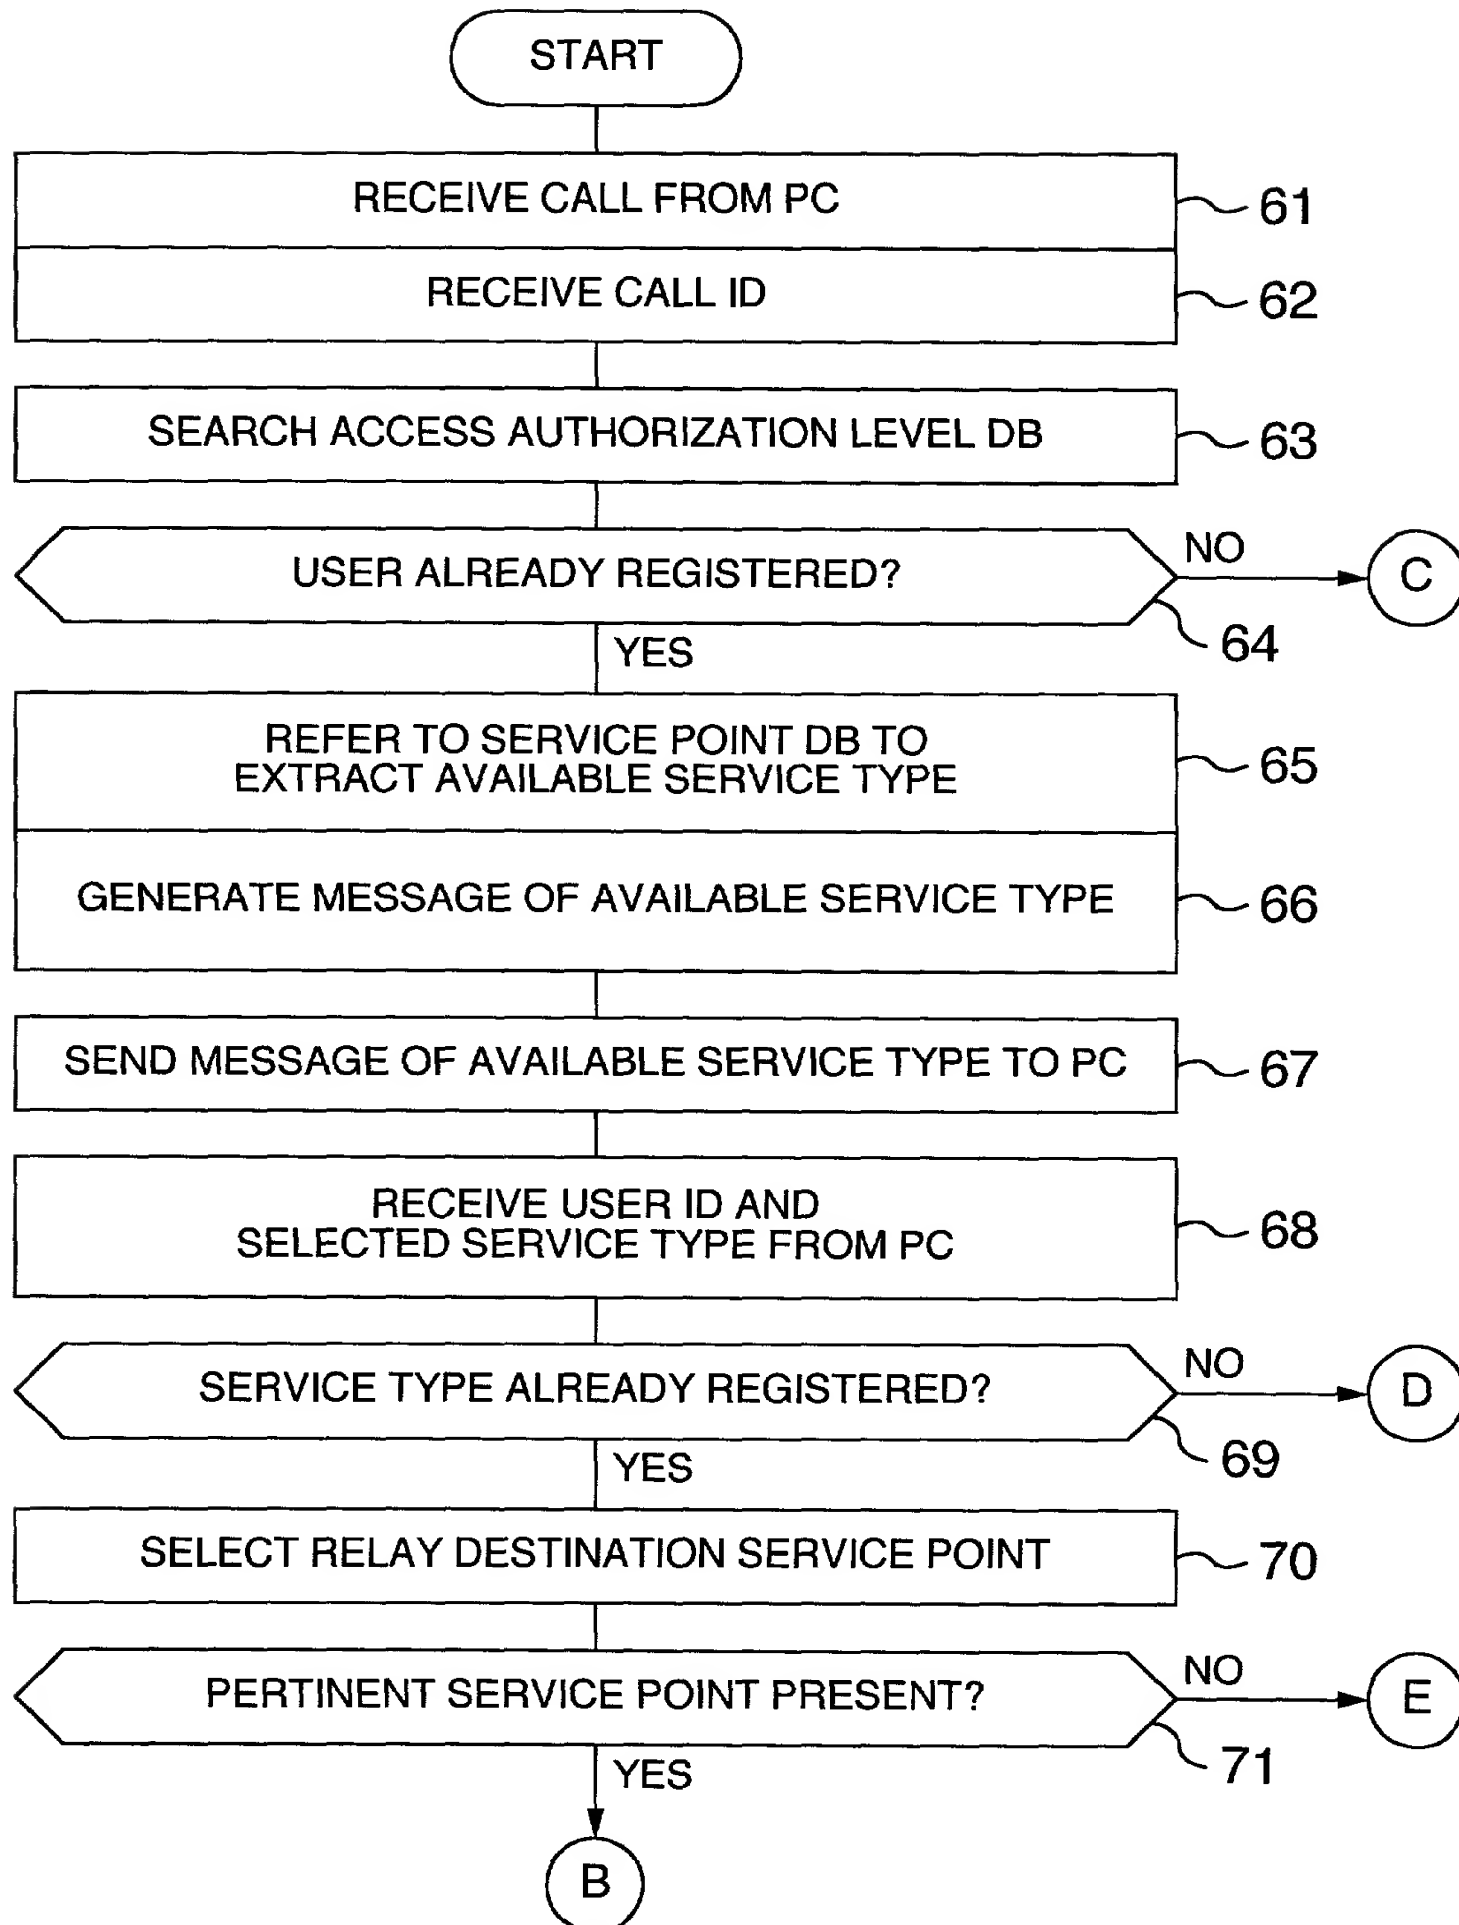 START
RECEIVE CALL FROM PC
61
RECEIVE CALL ID
62
SEARCH ACCESS AUTHORIZATION LEVEL DB
63
USER ALREADY REGISTERED?
NO
C
64
YES
REFER TO SERVICE POINT DB TO
EXTRACT AVAILABLE SERVICE TYPE
65
GENERATE MESSAGE OF AVAILABLE SERVICE TYPE
66
SEND MESSAGE OF AVAILABLE SERVICE TYPE TO PC
67
RECEIVE USER ID AND
SELECTED SERVICE TYPE FROM PC
68
SERVICE TYPE ALREADY REGISTERED?
NO
D
69
YES
SELECT RELAY DESTINATION SERVICE POINT
70
PERTINENT SERVICE POINT PRESENT?
NO
E
71
YES
B